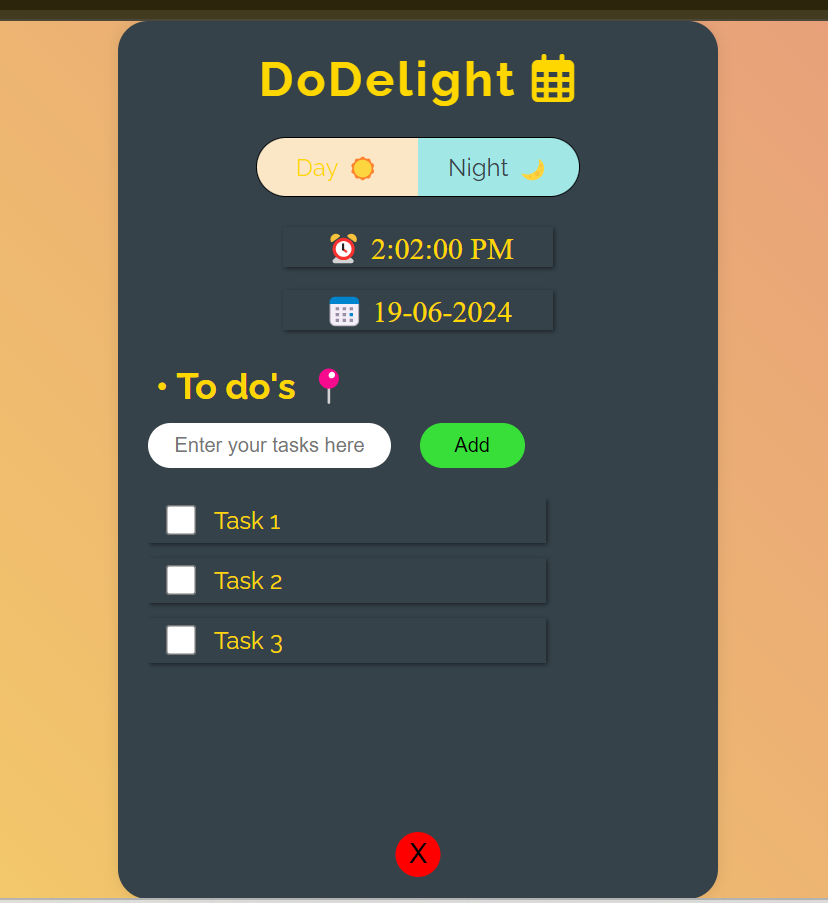 DoDelight
Day Night
2:02:00 PM
19-06-2024
• To do's
Enter your tasks here Add
Task 1
Task 2
Task 3
X